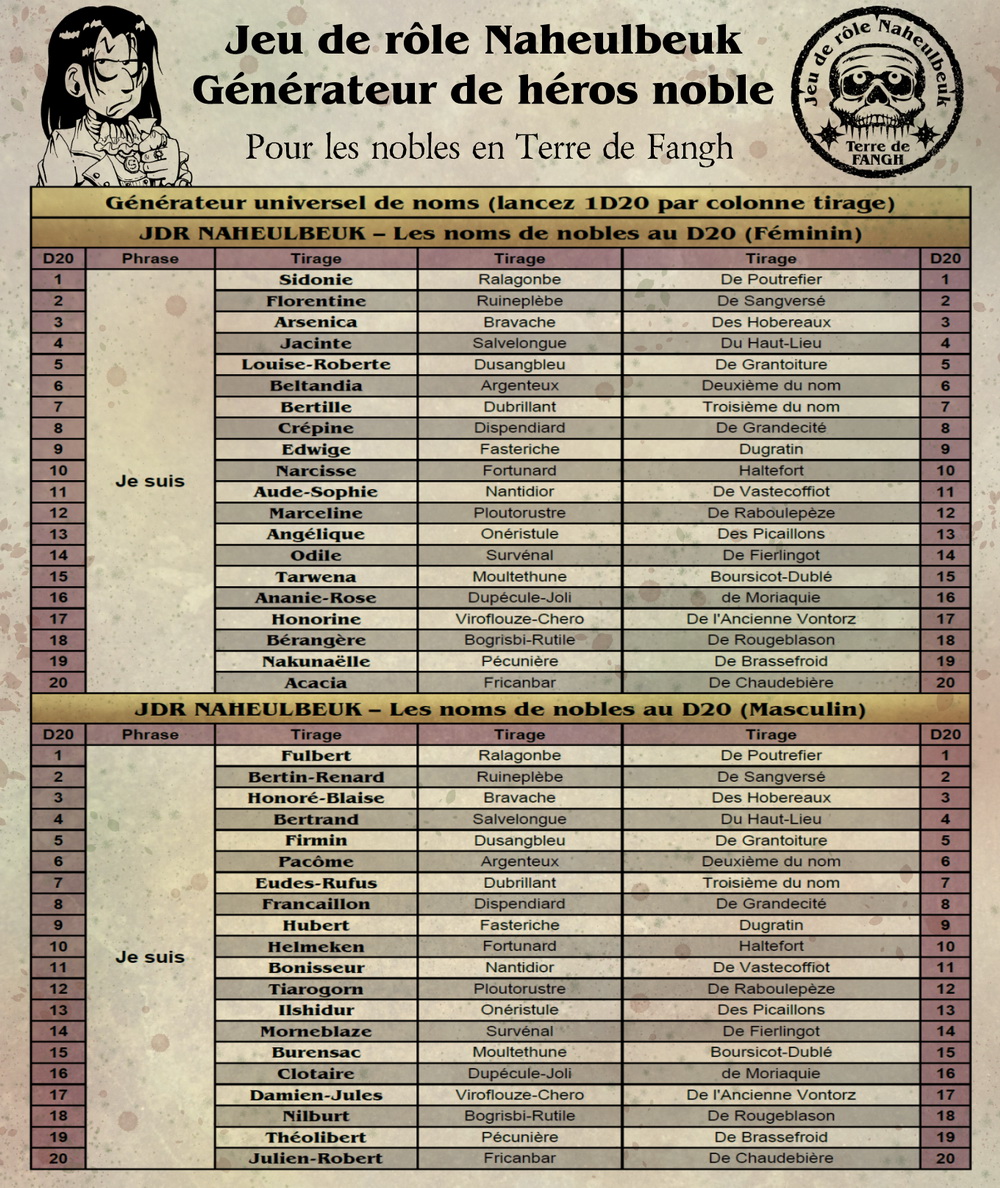 Jeu de rôle Naheulbeuk
Générateur de héros noble
Pour les nobles en Terre de Fangh
Jeu de rôle Naheulbeuk
Terre de
FANGH
Générateur universel de noms (lancez 1D20 par colonne tirage)
JDR NAHEULBEUK – Les noms de nobles au D20 (Féminin)
D20 Phrase Tirage Tirage Tirage D20
1 Sidonie Ralagonbe De Poutrefier 1
2 Florentine Ruineplèbe De Sangversé 2
3 Arsenica Bravache Des Hobereaux 3
4 Jacinte Salvelongue Du Haut-Lieu 4
5 Louise-Roberte Dusangbleu De Grantoiture 5
6 Beltandia Argenteux Deuxième du nom 6
7 Bertille Dubrillant Troisième du nom 7
8 Crépine Dispendiard De Grandecité 8
9 Edwige Fasteriche Dugratin 9
10 Narcisse Fortunard Haltefort 10
Je suis
11 Aude-Sophie Nantidior De Vastecoffiot 11
12 Marceline Ploutorustre De Raboulepèze 12
13 Angélique Onéristule Des Picaillons 13
14 Odile Survénal De Fierlingot 14
15 Tarwena Moultethune Boursicot-Dublé 15
16 Ananie-Rose Dupécule-Joli de Moriaquie 16
17 Honorine Viroflouze-Chero De l'Ancienne Vontorz 17
18 Bérangère Bogrisbi-Rutile De Rougeblason 18
19 Nakunaëlle Pécunière De Brassefroid 19
20 Acacia Fricanbar De Chaudebière 20
JDR NAHEULBEUK – Les noms de nobles au D20 (Masculin)
D20 Phrase Tirage Tirage Tirage D20
1 Fulbert Ralagonbe De Poutrefier 1
2 Bertin-Renard Ruineplèbe De Sangversé 2
3 Honoré-Blaise Bravache Des Hobereaux 3
4 Bertrand Salvelongue Du Haut-Lieu 4
5 Firmin Dusangbleu De Grantoiture 5
6 Pacôme Argenteux Deuxième du nom 6
7 Eudes-Rufus Dubrillant Troisième du nom 7
8 Francaillon Dispendiard De Grandecité 8
9 Hubert Fasteriche Dugratin 9
10 Helmeken Fortunard Haltefort 10
Je suis
11 Bonisseur Nantidior De Vastecoffiot 11
12 Tiarogorn Ploutorustre De Raboulepèze 12
13 Ilshidur Onéristule Des Picaillons 13
14 Morneblaze Survénal De Fierlingot 14
15 Burensac Moultethune Boursicot-Dublé 15
16 Clotaire Dupécule-Joli de Moriaquie 16
17 Damien-Jules Viroflouze-Chero De l'Ancienne Vontorz 17
18 Nilburt Bogrisbi-Rutile De Rougeblason 18
19 Théolibert Pécunière De Brassefroid 19
20 Julien-Robert Fricanbar De Chaudebière 20